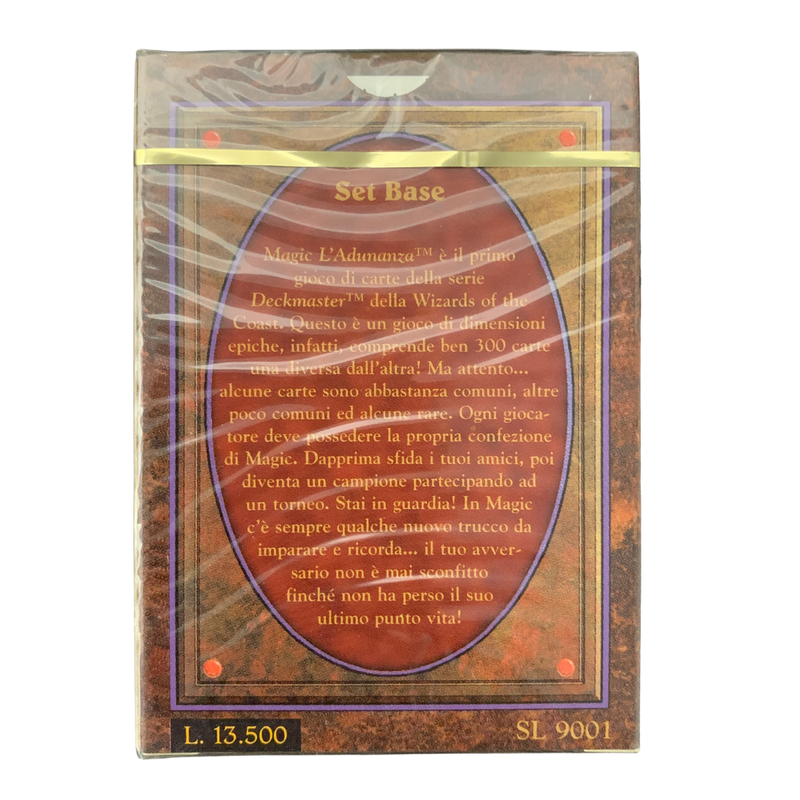 Set Base
Magic L'Adunanza™ è il primo
gioco di carte della serie
Deckmaster™ della Wizards of the
Coast. Questo è un gioco di dimensioni
epiche, infatti, comprende ben 300 carte
una diversa dall'altra! Ma attento...
alcune carte sono abbastanza comuni, altre
poco comuni ed alcune rare. Ogni gioca-
tore deve possedere la propria confezione
di Magic. Dapprima sfida i tuoi amici, poi
diventa un campione partecipando ad
un torneo. Stai in guardia! In Magic
c'è sempre qualche nuovo trucco da
imparare e ricorda... il tuo avver-
sario non è mai sconfitto
finché non ha perso il suo
ultimo punto vita!
L. 13.500
SL 9001